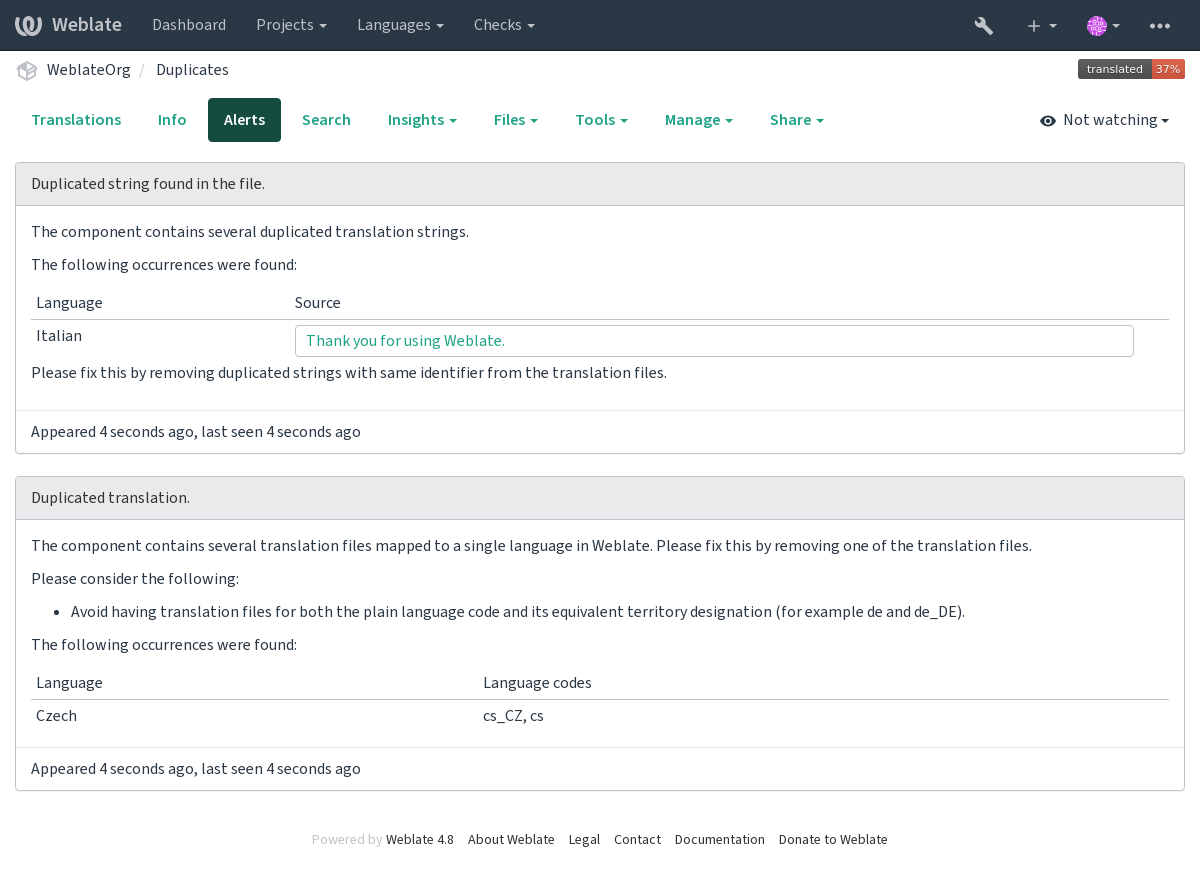 Weblate Dashboard Projects Languages Checks
WeblateOrg / Duplicates translated 37%
Translations Info Alerts Search Insights Files Tools Manage Share Not watching
Duplicated string found in the file.
The component contains several duplicated translation strings.
The following occurrences were found:
Language Source
Italian Thank you for using Weblate.
Please fix this by removing duplicated strings with same identifier from the translation files.
Appeared 4 seconds ago, last seen 4 seconds ago
Duplicated translation.
The component contains several translation files mapped to a single language in Weblate. Please fix this by removing one of the translation files.
Please consider the following:
• Avoid having translation files for both the plain language code and its equivalent territory designation (for example de and de_DE).
The following occurrences were found:
Language Language codes
Czech cs_CZ, cs
Appeared 4 seconds ago, last seen 4 seconds ago
Powered by Weblate 4.8 About Weblate Legal Contact Documentation Donate to Weblate